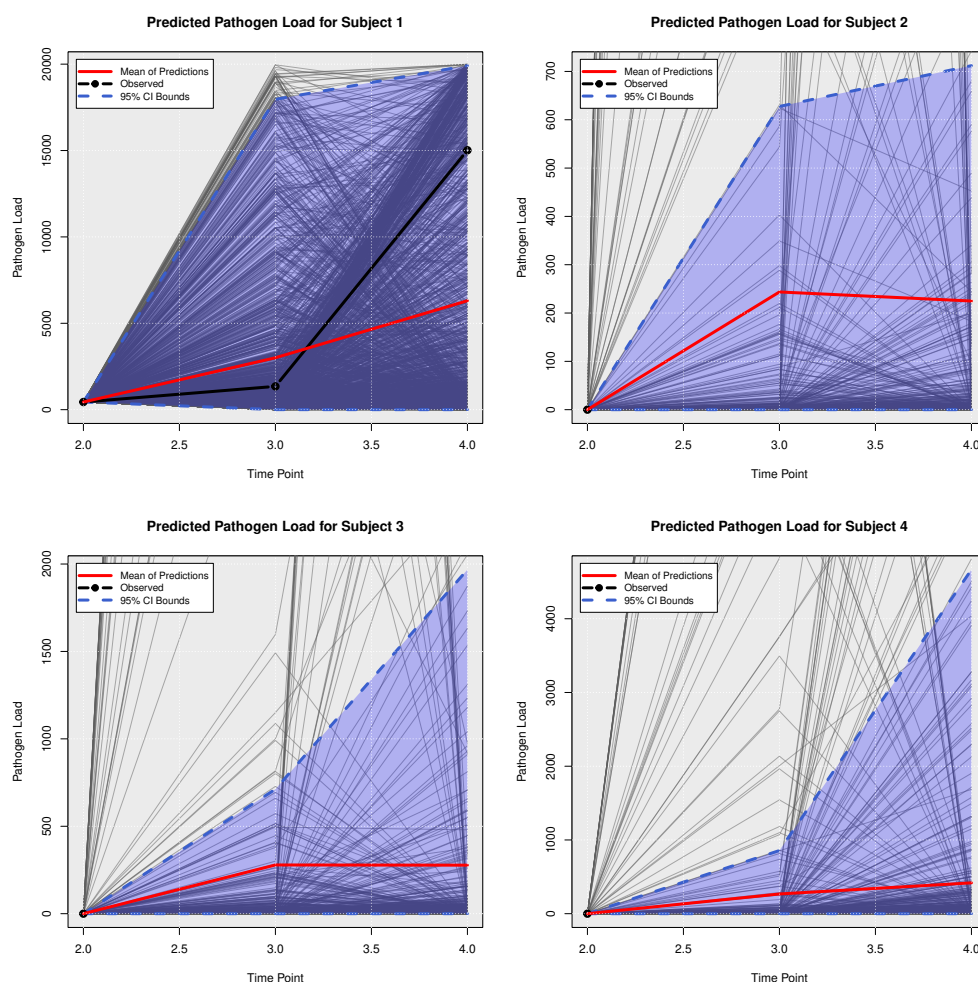 Predicted Pathogen Load for Subject 1
Mean of Predictions
Observed
95% CI Bounds
Pathogen Load
0
5000
10000
15000
20000
2.0 2.5 3.0 3.5 4.0
Time Point
Predicted Pathogen Load for Subject 2
Mean of Predictions
Observed
95% CI Bounds
Pathogen Load
0
100
200
300
400
500
600
700
2.0 2.5 3.0 3.5 4.0
Time Point
Predicted Pathogen Load for Subject 3
Mean of Predictions
Observed
95% CI Bounds
Pathogen Load
0
500
1000
1500
2000
2.0 2.5 3.0 3.5 4.0
Time Point
Predicted Pathogen Load for Subject 4
Mean of Predictions
Observed
95% CI Bounds
Pathogen Load
0
1000
2000
3000
4000
2.0 2.5 3.0 3.5 4.0
Time Point